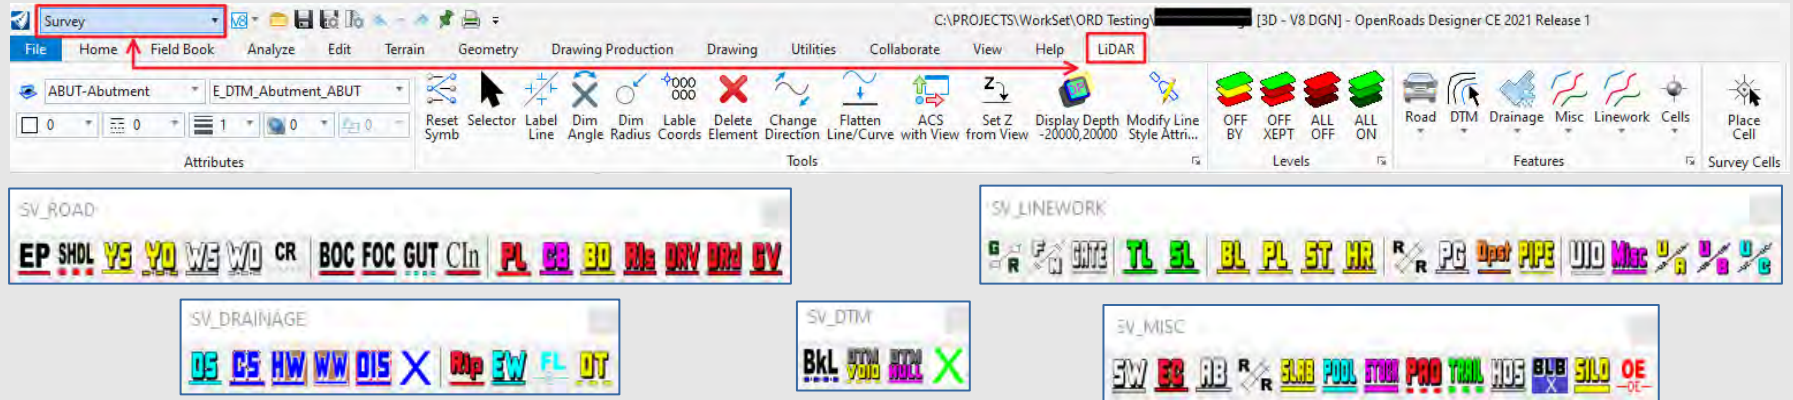 Survey
C:\PROJECTS\WorkSet\ORD Testing\ [3D - V8 DGN] - OpenRoads Designer CE 2021 Release 1
File Home Field Book Analyze Edit Terrain Geometry Drawing Production Drawing Utilities Collaborate View Help LiDAR
ABUT-Abutment E_DTM_Abutment_ABUT
0 0 1 0 0
Reset Symb
Selector
Label Line
Dim Angle
Dim Radius
Lable Coords
Delete Element
Change Direction
Flatten Line/Curve
ACS with View
Set Z from View
Display Depth -20000,20000
Modify Line Style Attri...
OFF BY
OFF XEPT
ALL OFF
ALL ON
Road DTM Drainage Misc Linework Cells
Place Cell
Attributes Tools Levels Features Survey Cells
SV_ROAD
EP SHDL YS YD WS WD CR BOC FOC GUT Cln PL CB BD RIs DRV BRd GV
SV_LINEWORK
G R F N GATE TL SL BL PL ST HR R R PG Dpst PIPE UID Misc U A U B U C
SV_DRAINAGE
DS CS HW WW DIS Rip EW FL DT
SV_DTM
BkL DTM VOID DTM NULL
SV_MISC
SW EC AB R R SLAB POOL STOCK PAD TRAIL HOS BLB SILO OE